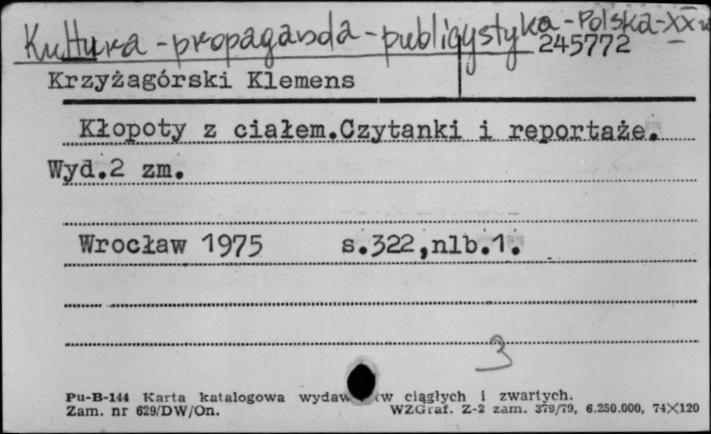 Kultura - propaganda - publicystyka - Polska - XX w
245772
Krzyżagórski Klemens
Kłopoty z ciałem.Czytanki i reportaże.
Wyd.2 zm.
Wrocław 1975 s.322,nlb.1.
3
Pu-B-144 Karta katalogowa wydaw w ciągłych i zwartych.
Zam. nr 629/DW/On. WZGraf. Z-2 zam. 379/79, 6.250.000, 74×120